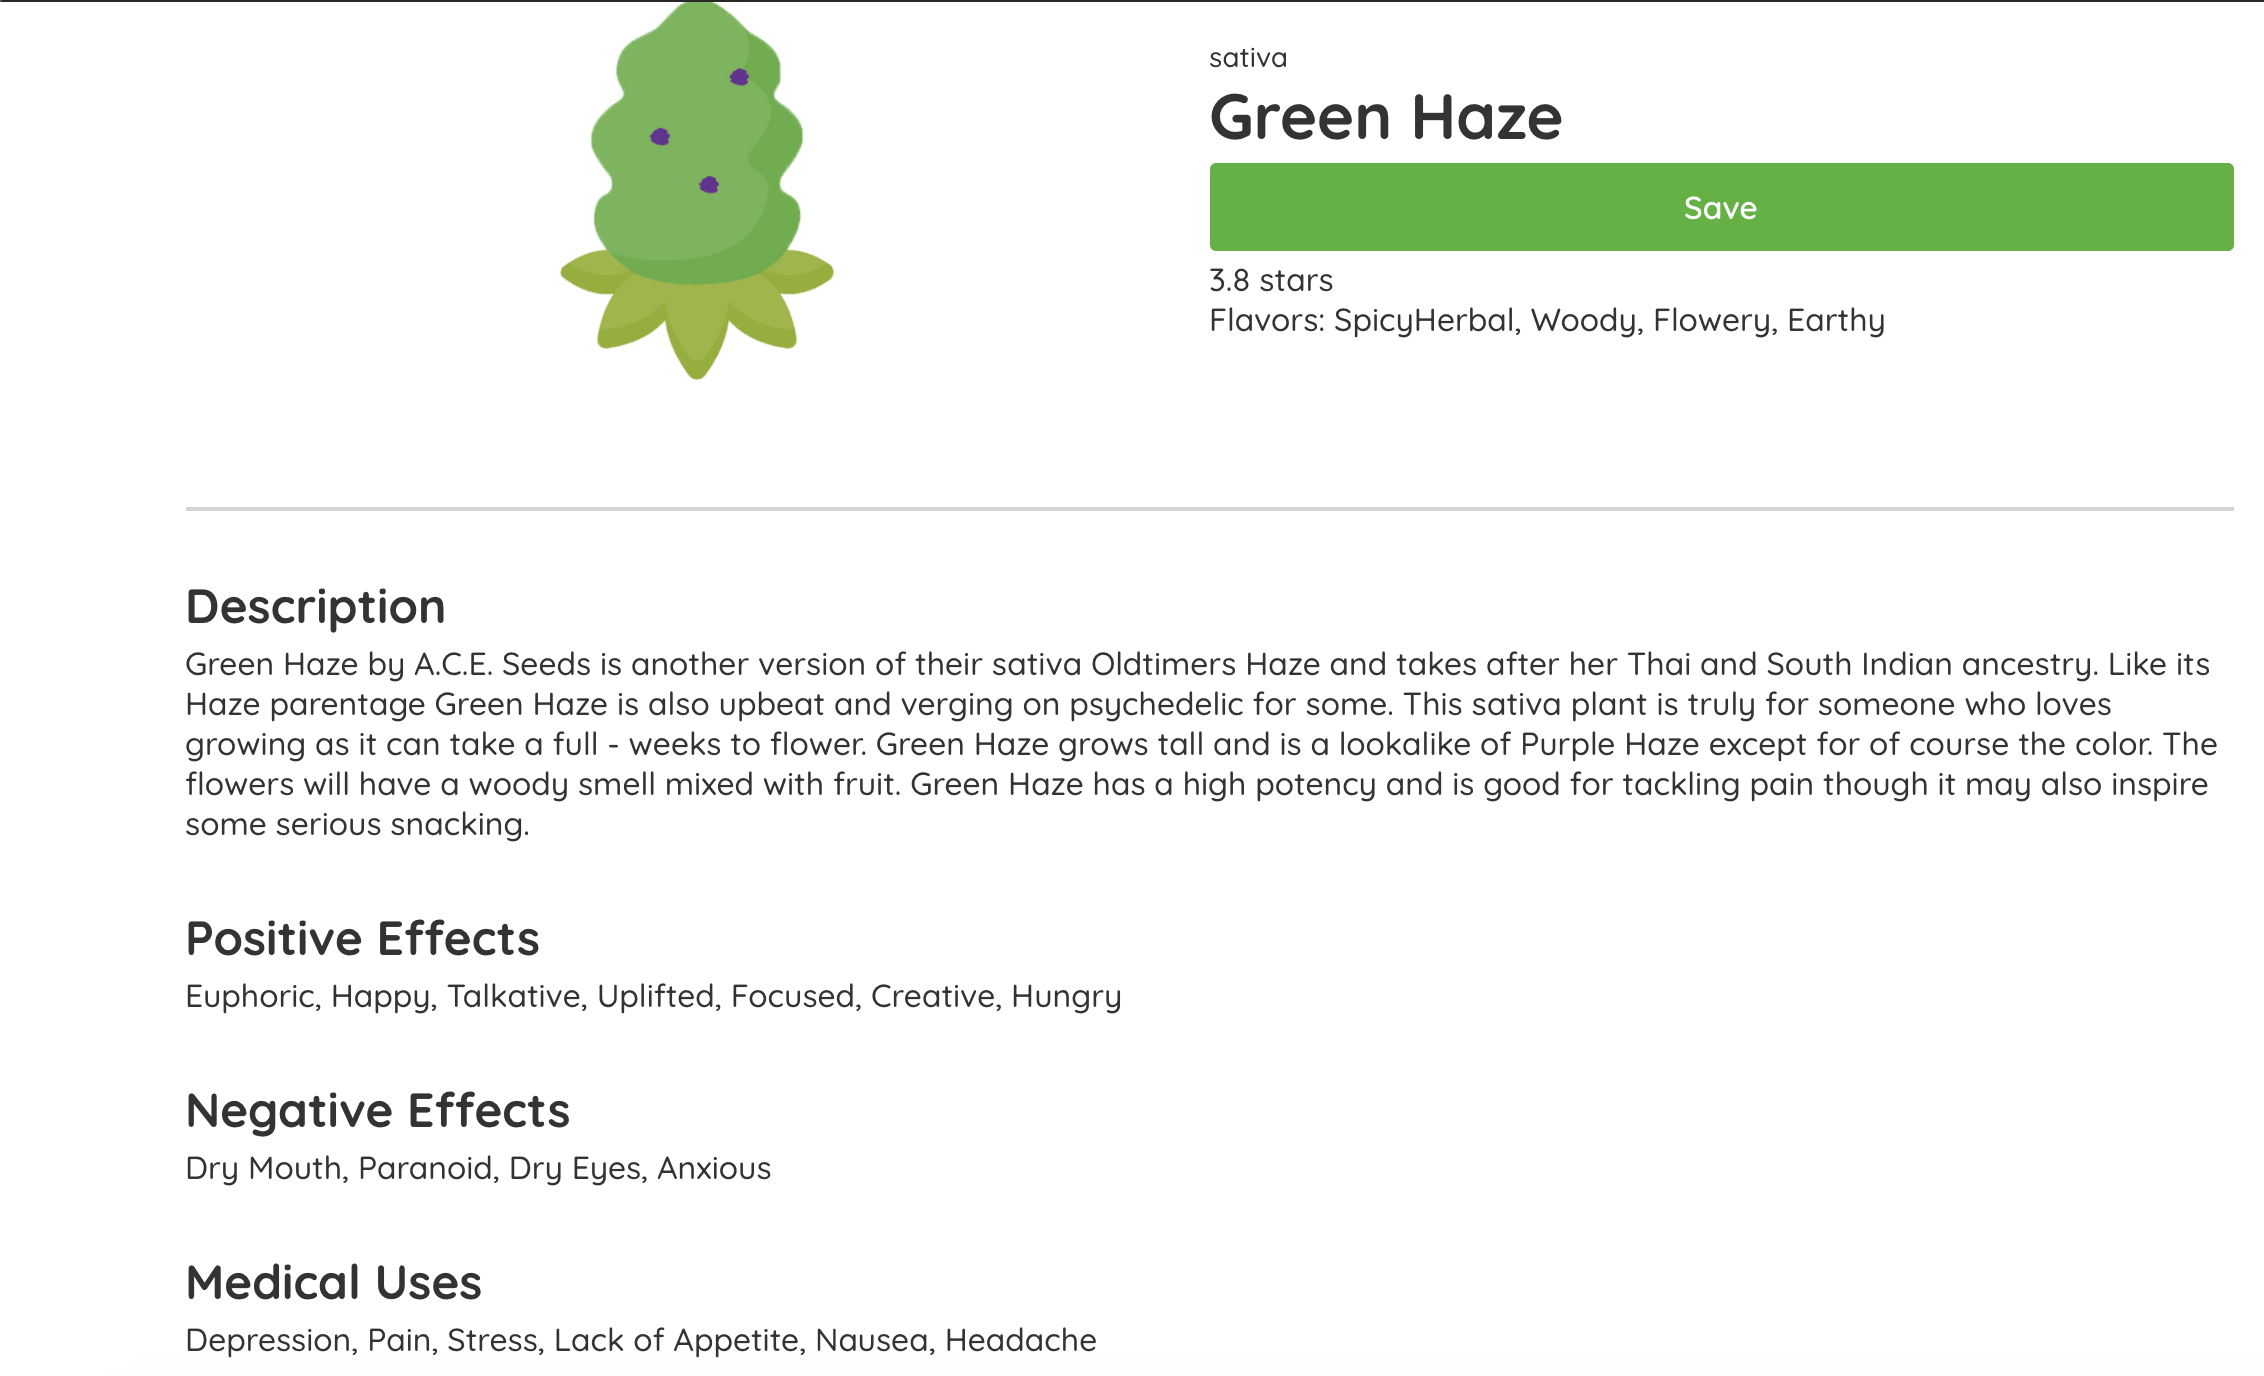 sativa
Green Haze
Save
3.8 stars
Flavors: SpicyHerbal, Woody, Flowery, Earthy
Description
Green Haze by A.C.E. Seeds is another version of their sativa Oldtimers Haze and takes after her Thai and South Indian ancestry. Like its
Haze parentage Green Haze is also upbeat and verging on psychedelic for some. This sativa plant is truly for someone who loves
growing as it can take a full - weeks to flower. Green Haze grows tall and is a lookalike of Purple Haze except for of course the color. The
flowers will have a woody smell mixed with fruit. Green Haze has a high potency and is good for tackling pain though it may also inspire
some serious snacking.
Positive Effects
Euphoric, Happy, Talkative, Uplifted, Focused, Creative, Hungry
Negative Effects
Dry Mouth, Paranoid, Dry Eyes, Anxious
Medical Uses
Depression, Pain, Stress, Lack of Appetite, Nausea, Headache